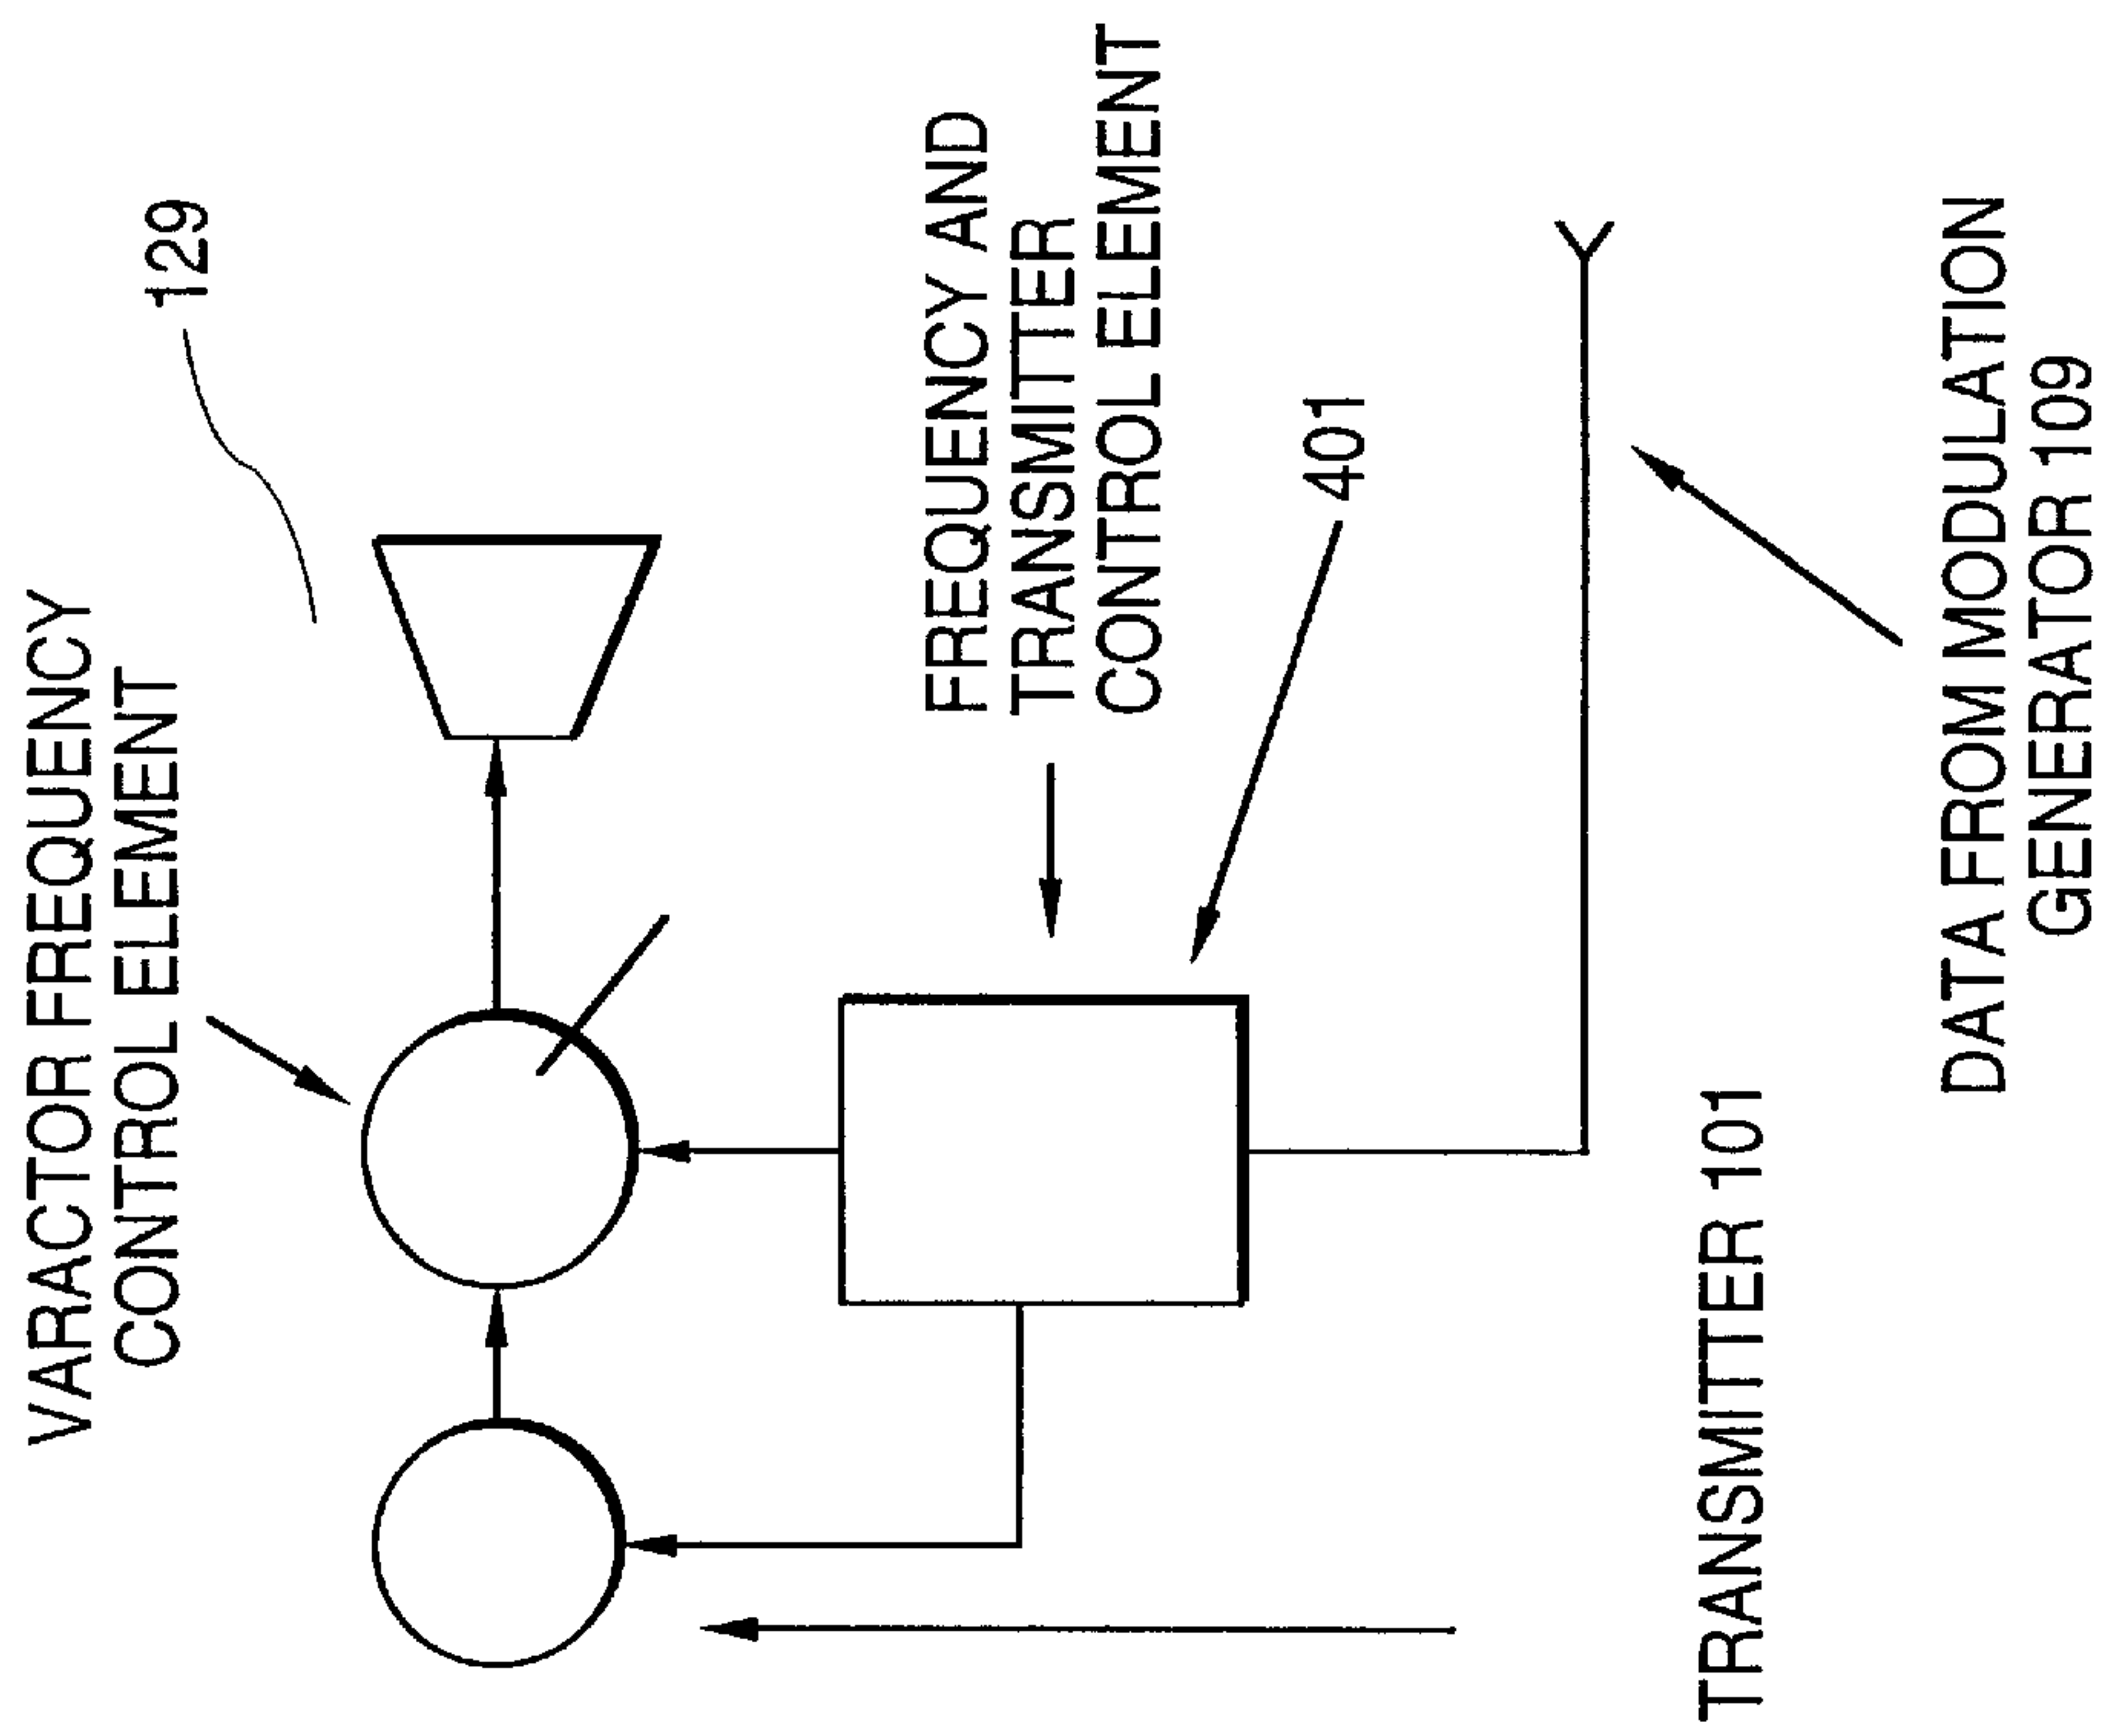 VARACTOR FREQUENCY
CONTROL ELEMENT
129
FREQUENCY AND
TRANSMITTER
CONTROL ELEMENT
401
TRANSMITTER 101
DATA FROM MODULATION
GENERATOR 109